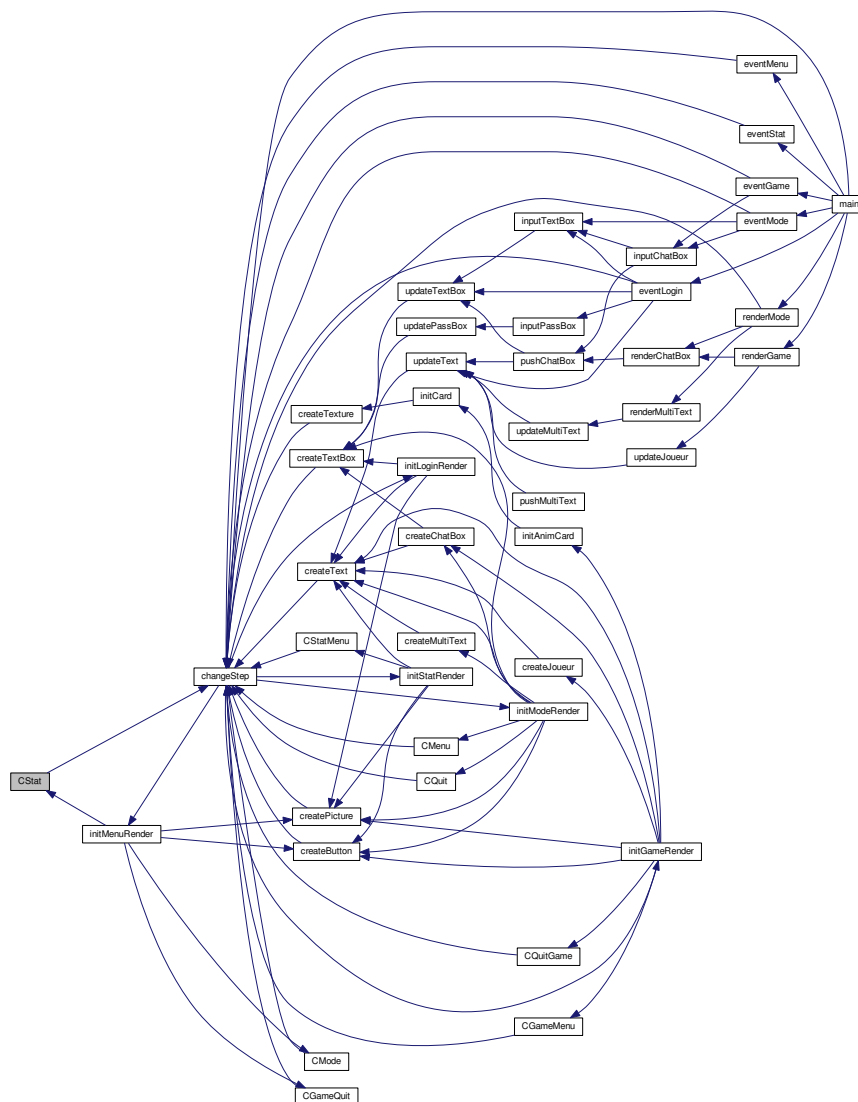 eventMenu
eventStat
eventGame
main
inputTextBox
eventMode
inputChatBox
updateTextBox
eventLogin
updatePassBox
inputPassBox
renderMode
updateText
pushChatBox
renderChatBox
renderGame
initCard
createTexture
updateMultiText
renderMultiText
createTextBox
initLoginRender
updateJoueur
pushMultiText
createChatBox
initAnimCard
createText
CStatMenu
createMultiText
createJoueur
changeStep
initStatRender
initModeRender
CMenu
CStat
CQuit
createPicture
initMenuRender
createButton
initGameRender
CQuitGame
CGameMenu
CMode
CGameQuit